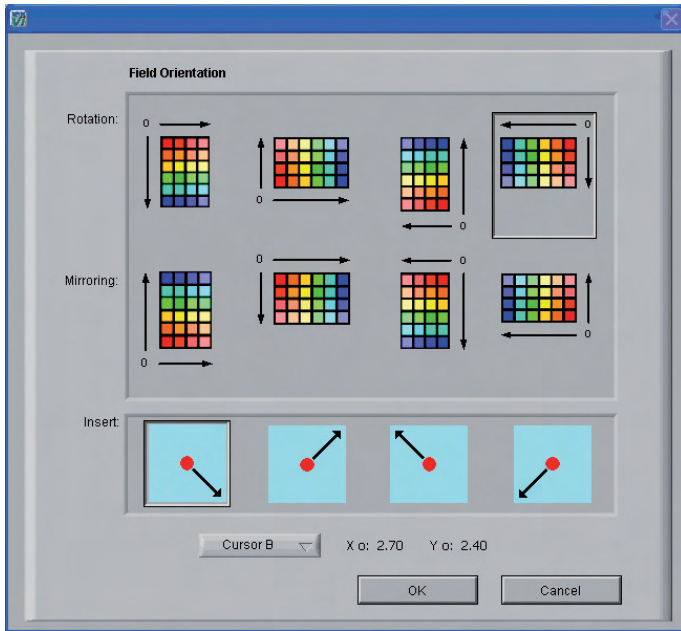 Field Orientation
Rotation:
0
0
0
0
Mirroring:
0
0
0
0
Insert:
Cursor B X o: 2.70 Y o: 2.40
OK Cancel